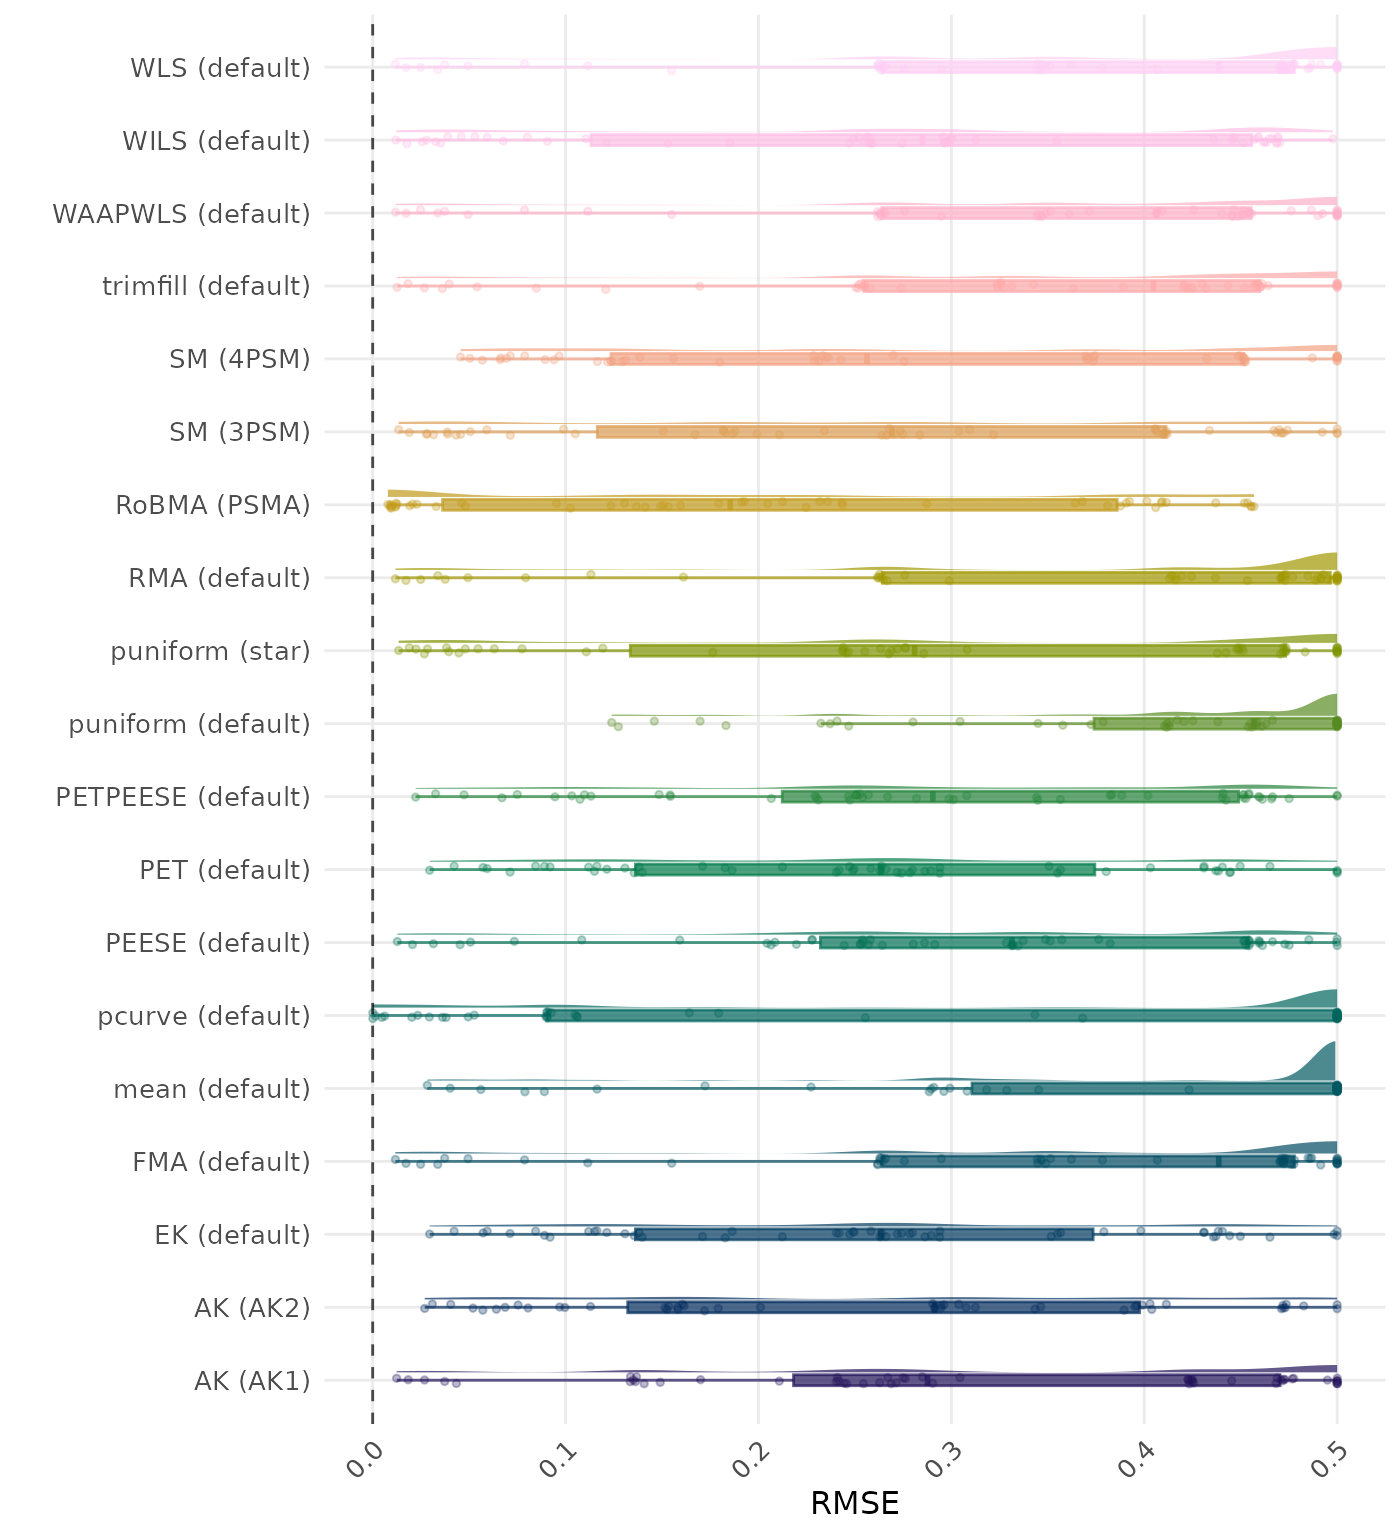 WLS (default)
WILS (default)
WAAPWLS (default)
trimfill (default)
SM (4PSM)
SM (3PSM)
RoBMA (PSMA)
RMA (default)
puniform (star)
puniform (default)
PETPEESE (default)
PET (default)
PEESE (default)
pcurve (default)
mean (default)
FMA (default)
EK (default)
AK (AK2)
AK (AK1)
0.0 0.1 0.2 0.3 0.4 0.5
RMSE